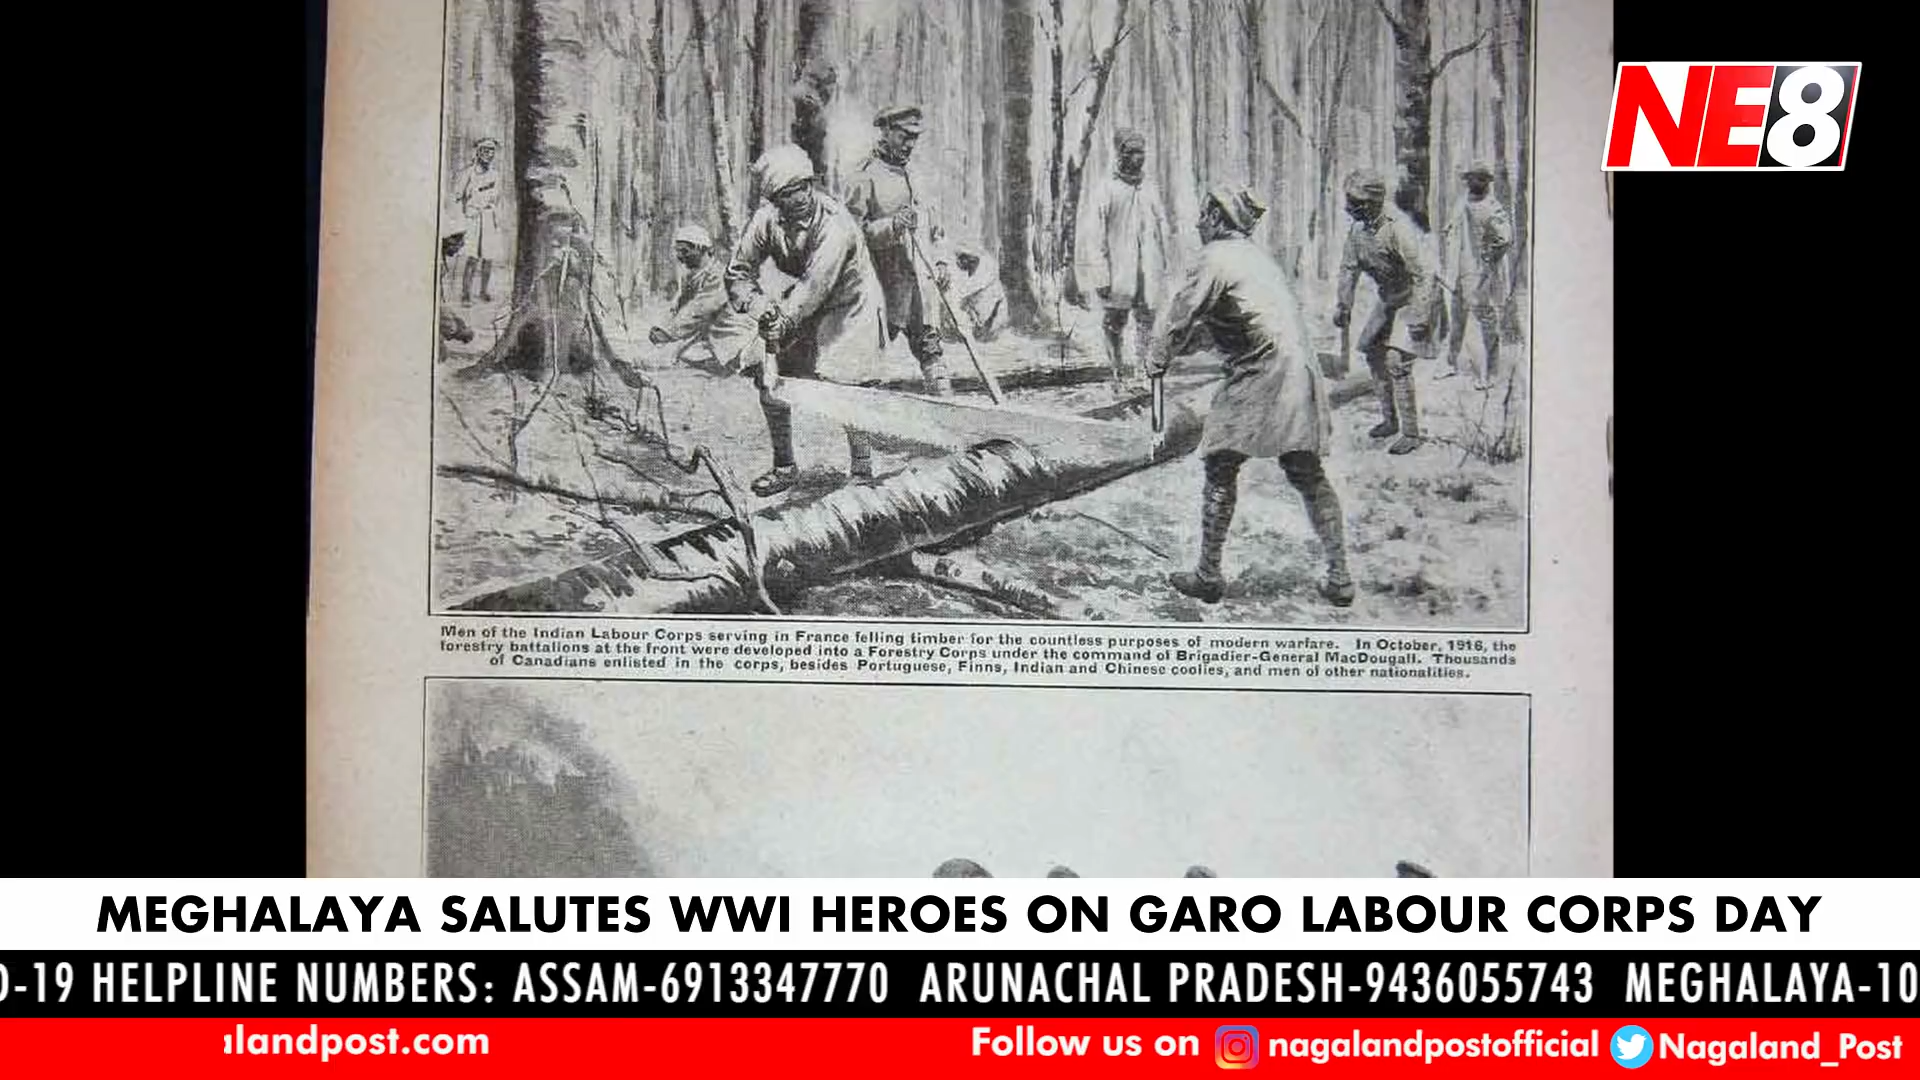 NE8
Men of the Indian Labour Corps serving in France felling timber for the countless purposes of modern warfare. In October, 1916, the
forestry battalions at the front were developed into a Forestry Corps under the command of Brigadier-General MacDougall. Thousands
of Canadians enlisted in the corps, besides Portuguese, Finns, Indian and Chinese coolies, and men of other nationalities.
MEGHALAYA SALUTES WWI HEROES ON GARO LABOUR CORPS DAY
D-19 HELPLINE NUMBERS: ASSAM-6913347770 ARUNACHAL PRADESH-9436055743 MEGHALAYA-10
alandpost.com Follow us on nagalandpostofficial Nagaland_Post